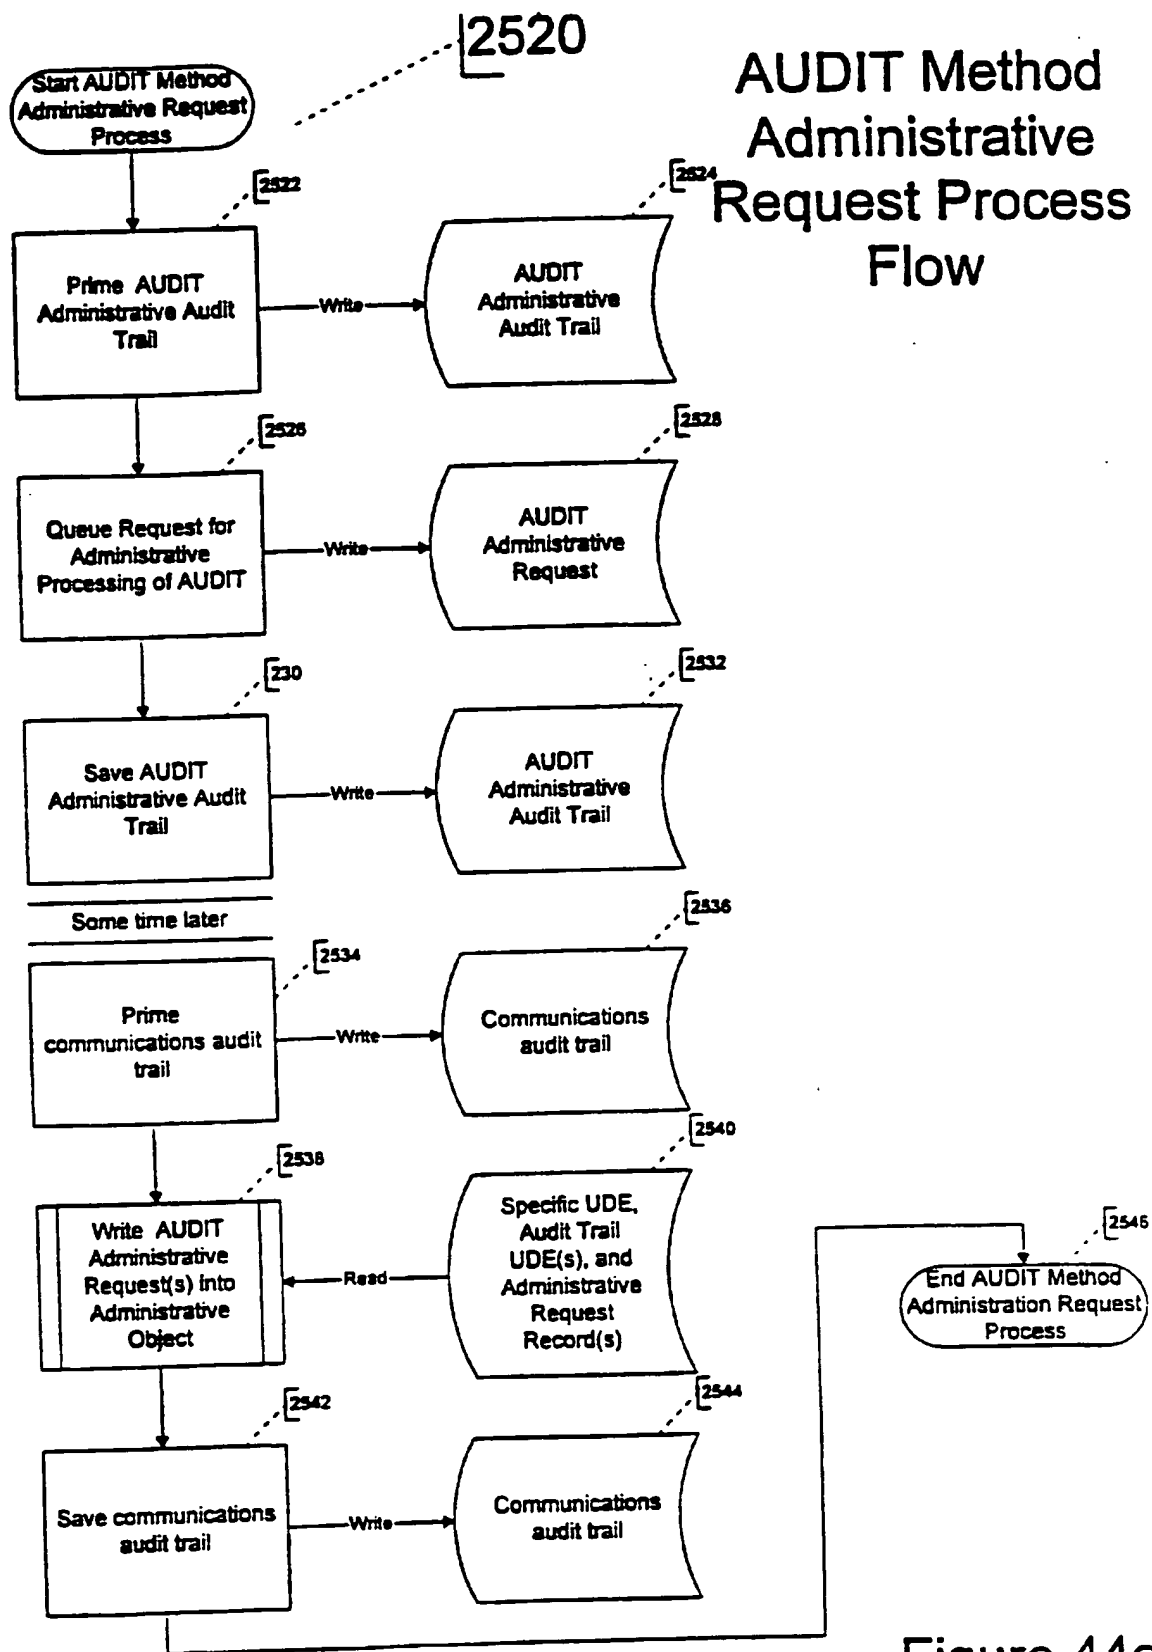 2520
AUDIT Method
Administrative
Request Process
Flow
Start AUDIT Method
Administrative Request
Process
2522
Prime AUDIT
Administrative Audit
Trail
Write
2524
AUDIT
Administrative
Audit Trail
2526
Queue Request for
Administrative
Processing of AUDIT
Write
2528
AUDIT
Administrative
Request
230
Save AUDIT
Administrative Audit
Trail
Write
2532
AUDIT
Administrative
Audit Trail
Some time later
2534
Prime
communications audit
trail
Write
2536
Communications
audit trail
2538
Write AUDIT
Administrative
Request(s) into
Administrative
Object
Read
2540
Specific UDE,
Audit Trail
UDE(s), and
Administrative
Request
Record(s)
2542
Save communications
audit trail
Write
2544
Communications
audit trail
2546
End AUDIT Method
Administration Request
Process